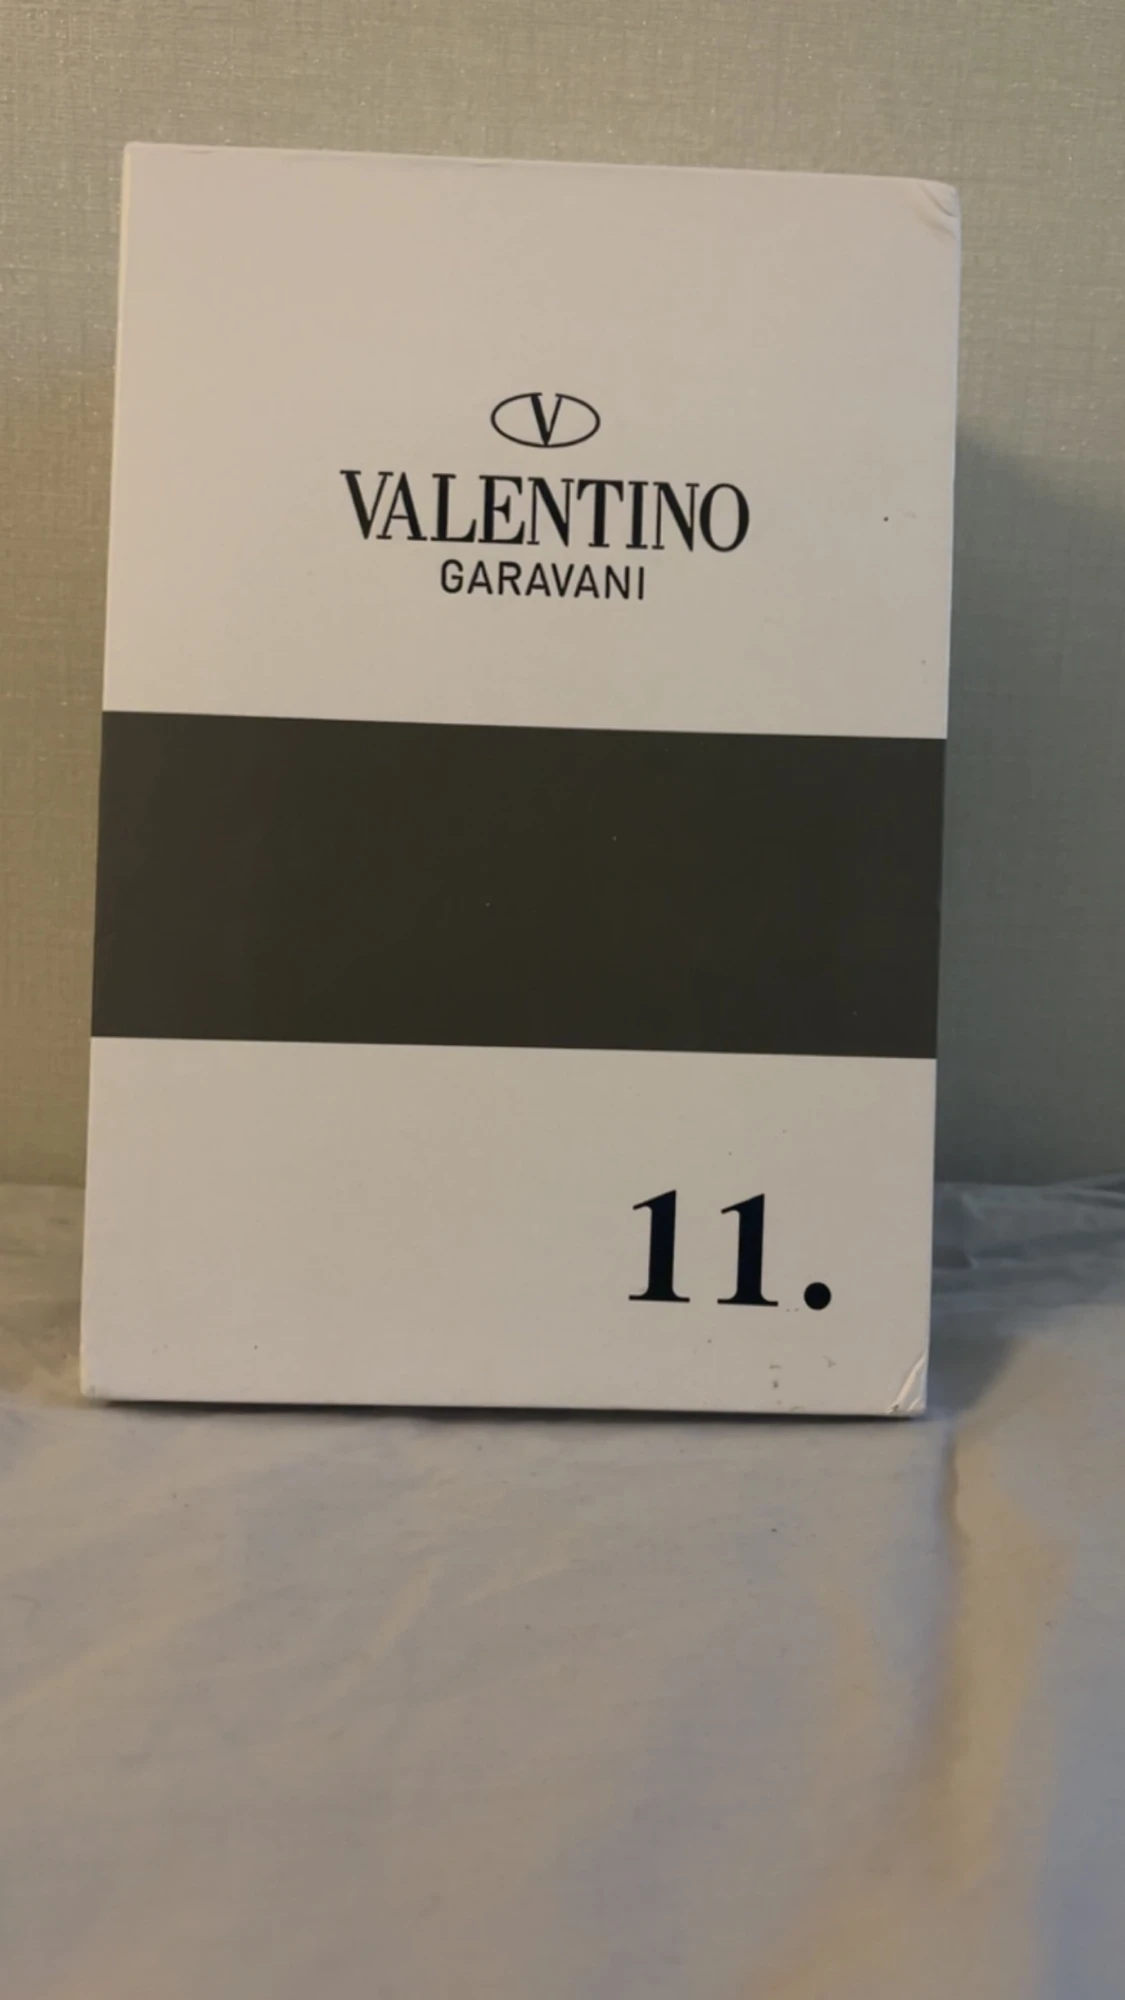 V
VALENTINO
GARAVANI
11.